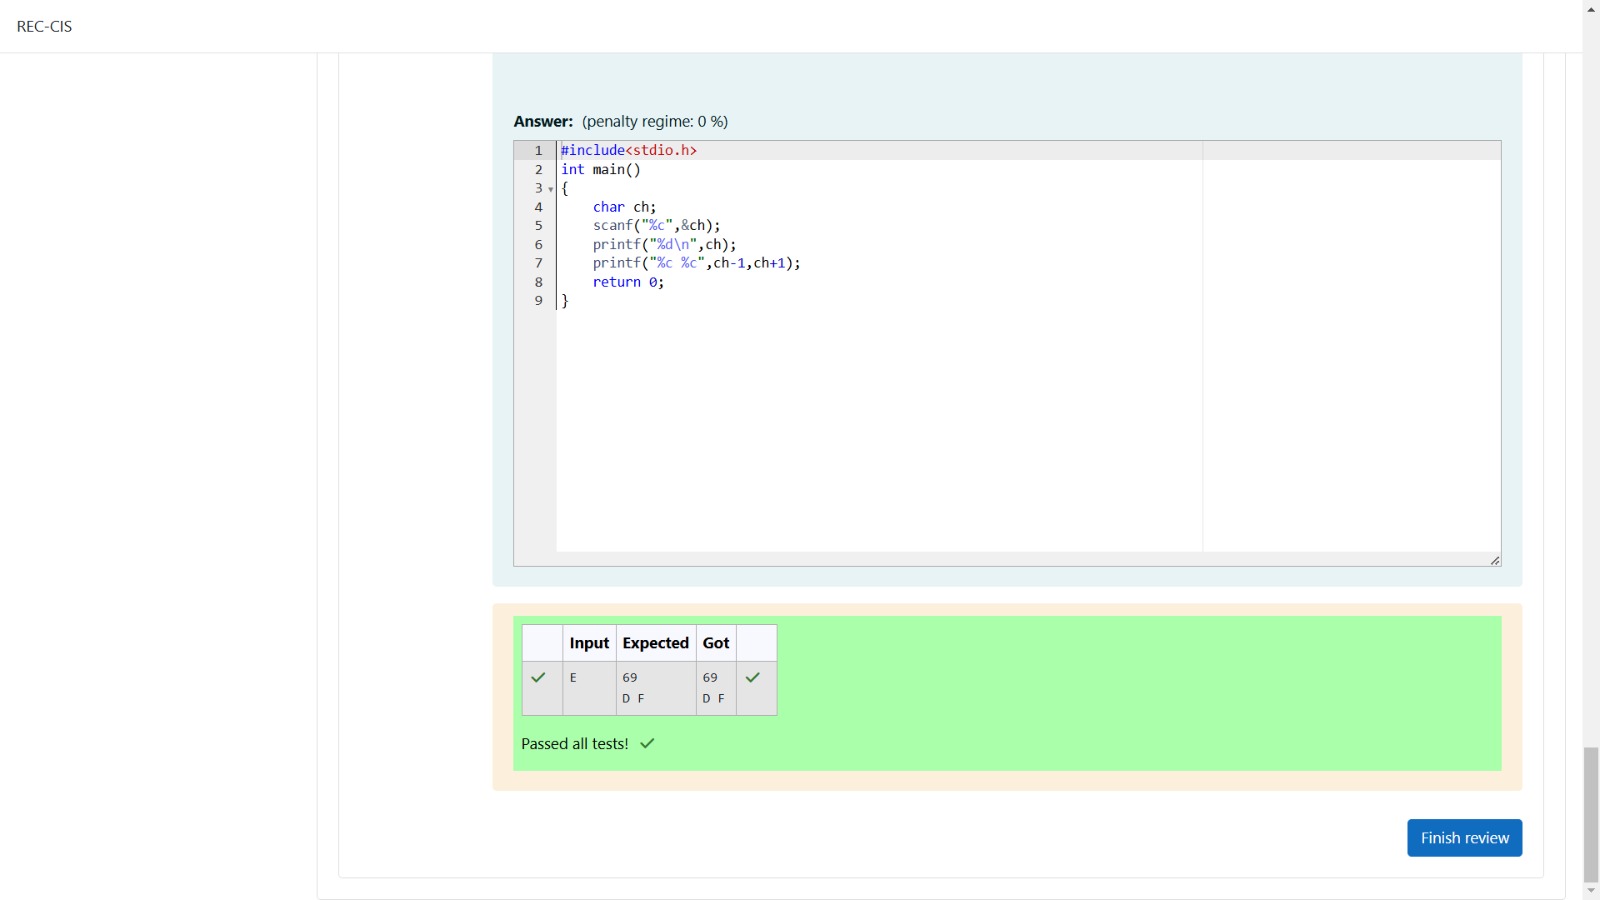 REC-CIS
Answer: (penalty regime: 0 %)
1 #include<stdio.h>
2 int main()
3 {
4     char ch;
5     scanf("%c",&ch);
6     printf("%d\n",ch);
7     printf("%c %c",ch-1,ch+1);
8     return 0;
9 }
Input Expected Got
E 69 69
D F D F
Passed all tests!
Finish review